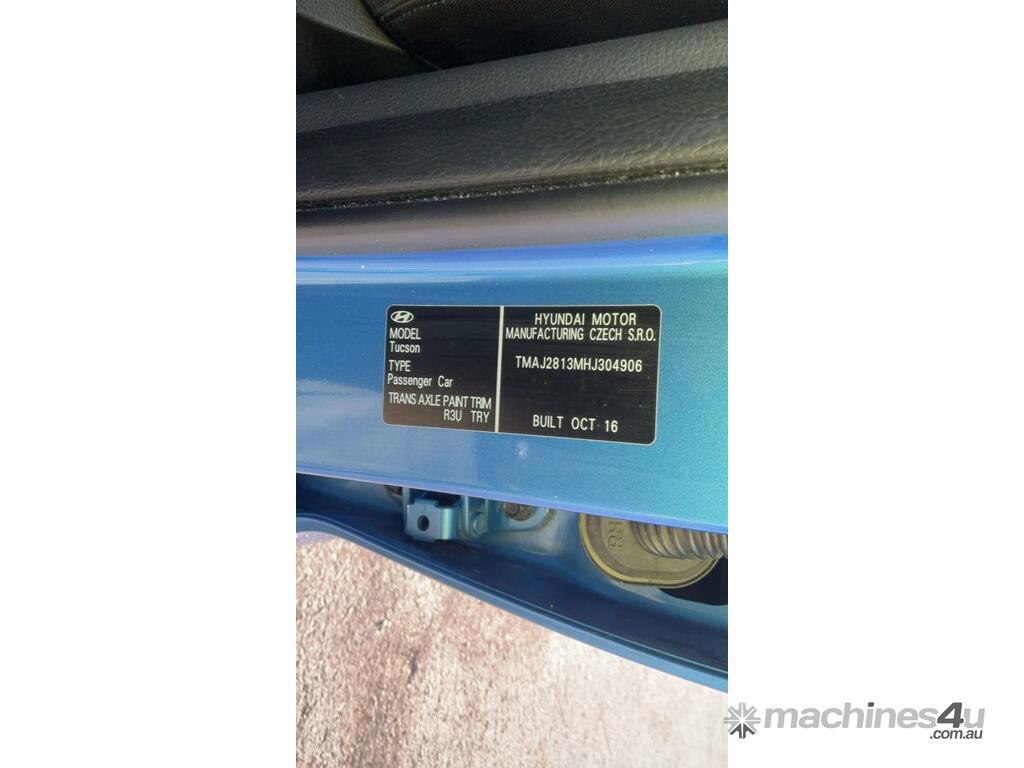 MODEL
Tucson
TYPE
Passenger Car
TRANS AXLE PAINT TRIM
R3U TRY
HYUNDAI MOTOR
MANUFACTURING CZECH S.R.O.
TMAJ2813MHJ304906
BUILT OCT 16
RH
machines4u
.com.au